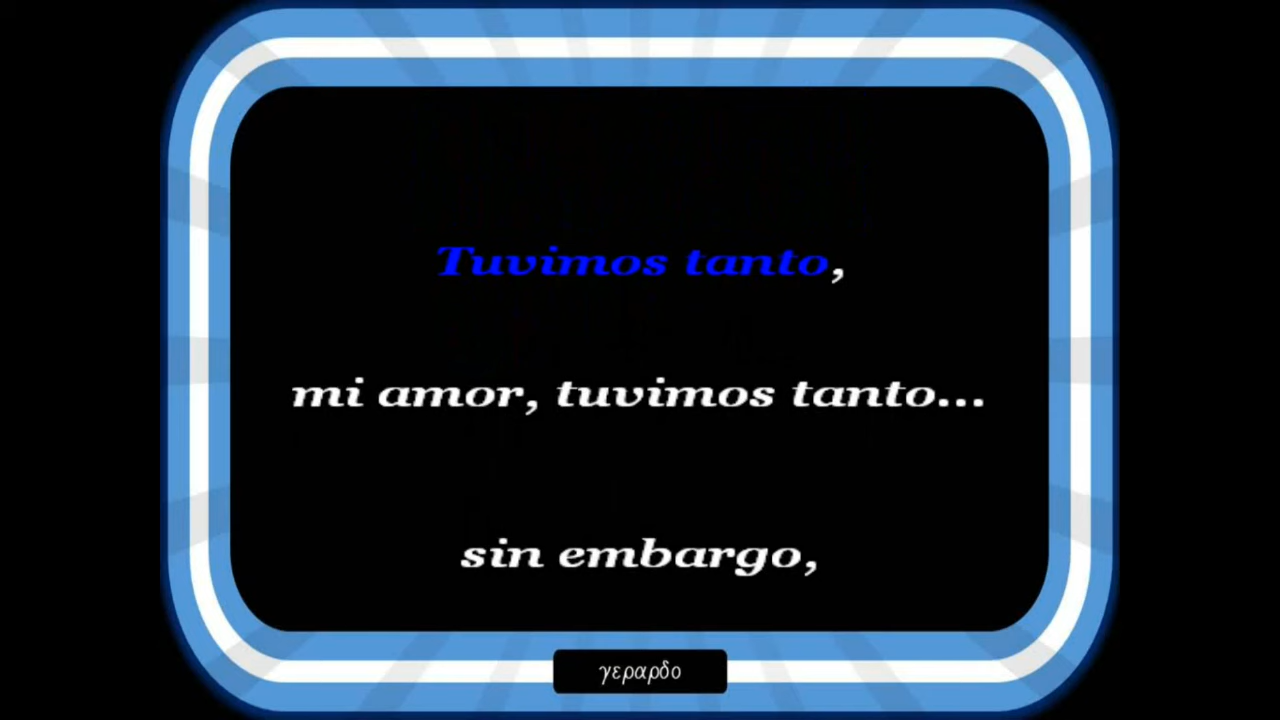 Tuvimos tanto,
mi amor, tuvimos tanto...
sin embargo,
γεραρδο